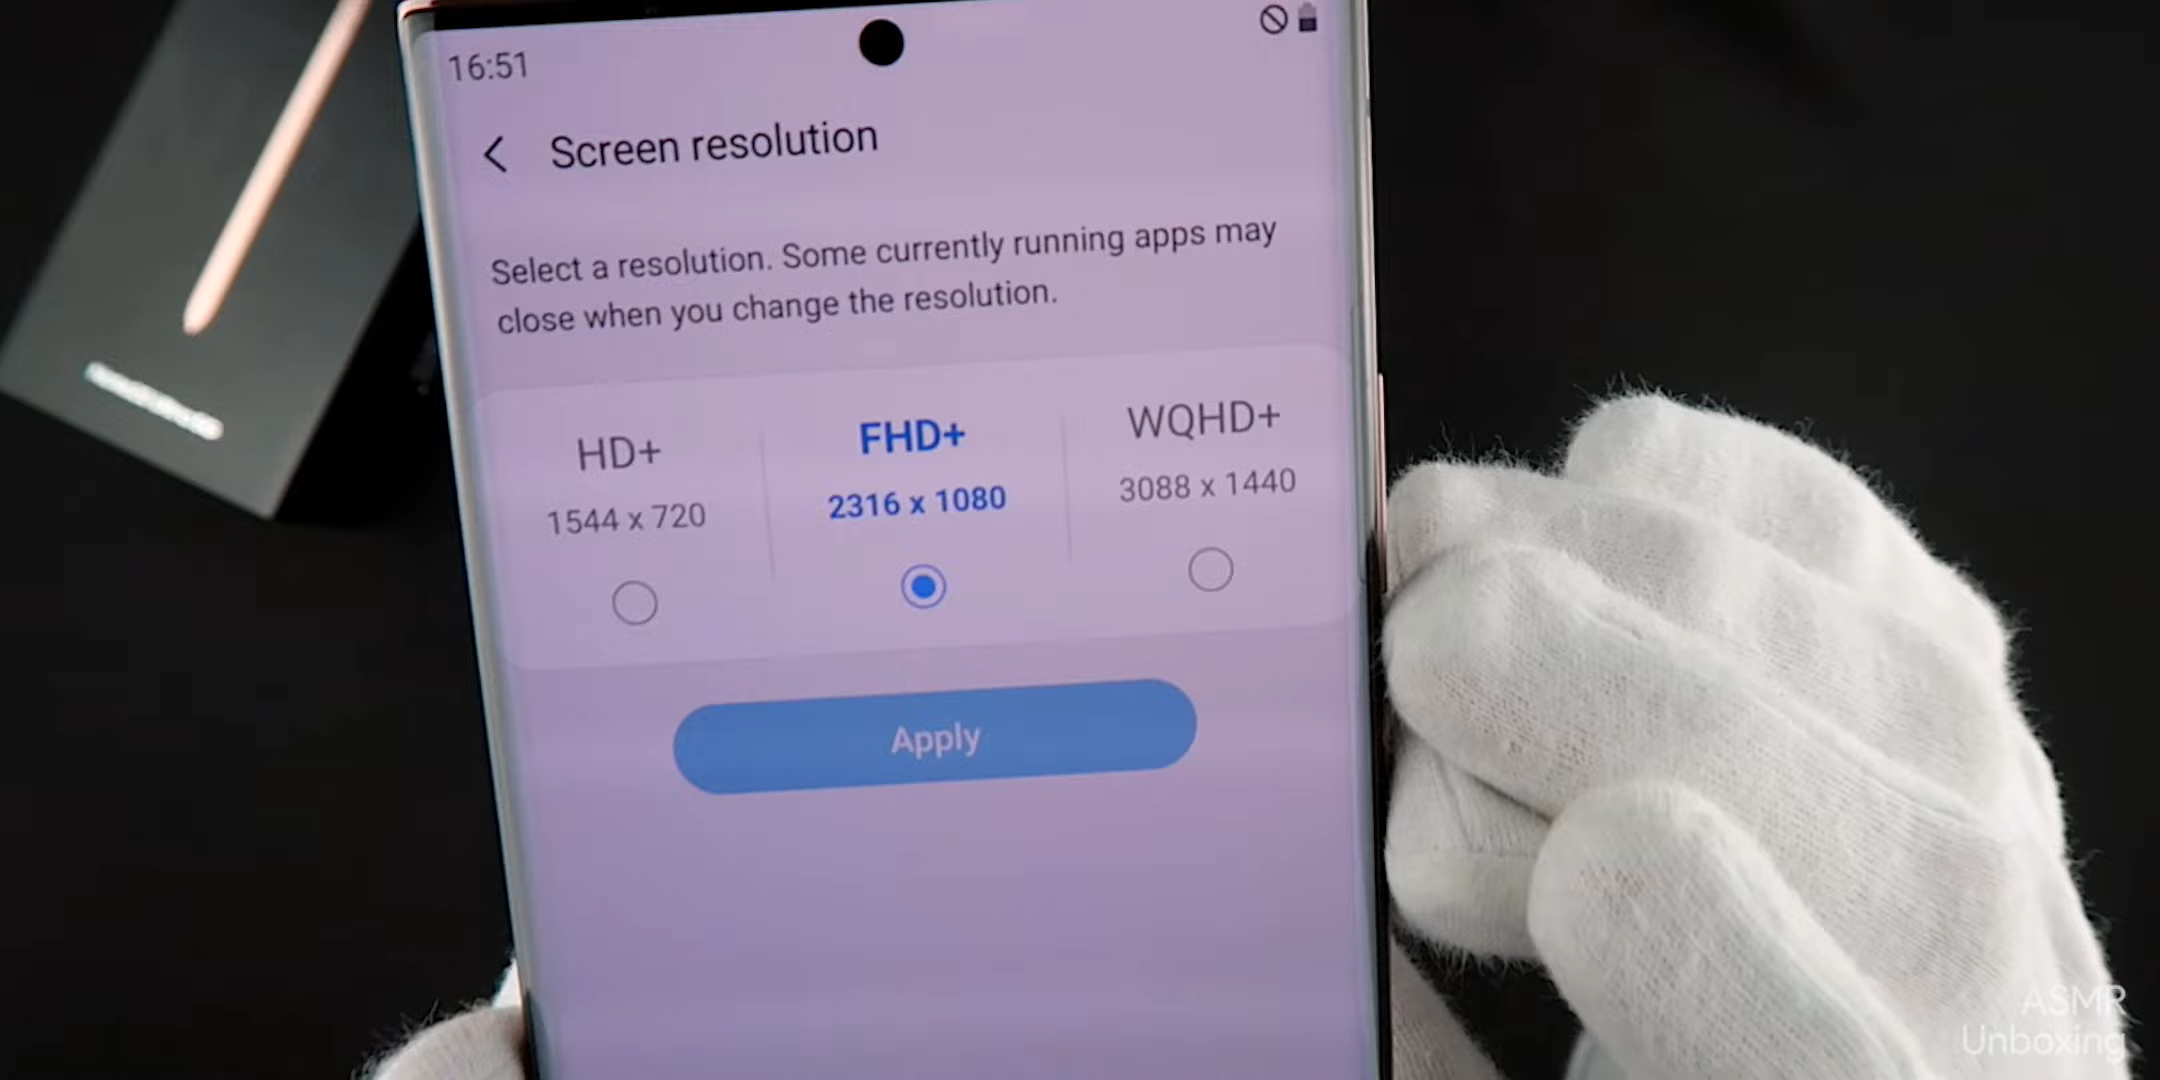 16:51
Screen resolution
Select a resolution. Some currently running apps may
close when you change the resolution.
HD+
FHD+
WQHD+
1544 x 720
2316 x 1080
3088 x 1440
Apply
ASMR
Unboxing